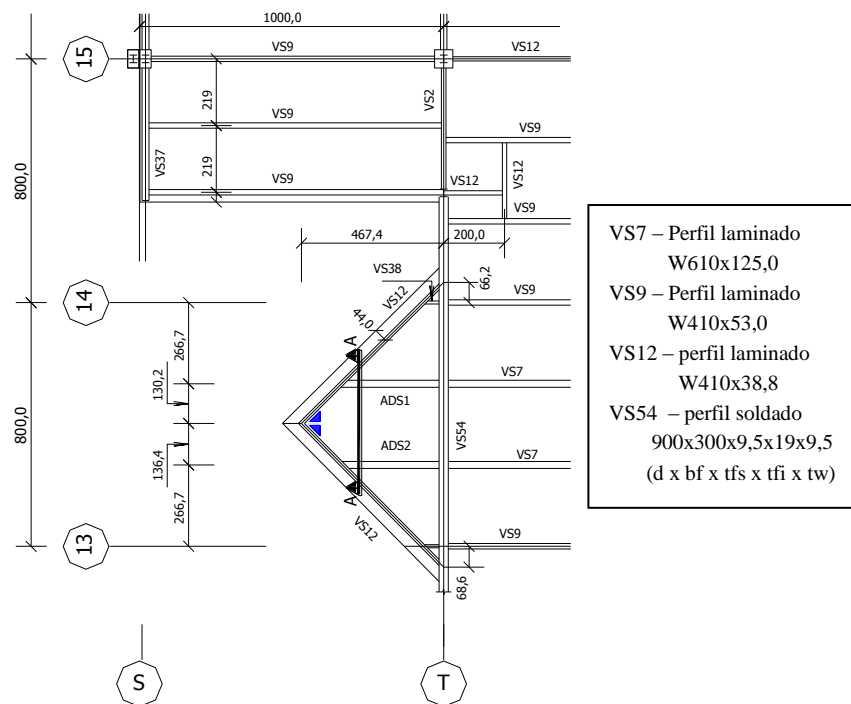 1000,0
15
VS9
VS12
219
VS2
VS9
VS9
800,0
VS37
219
VS9
VS12
VS12
VS9
467,4
200,0
VS38
66,2
14
VS12
VS9
44,0
266,7
A
130,2
VS7
ADS1
800,0
VS54
ADS2
136,4
VS7
266,7
A
VS12
13
VS9
68,6
S
T
VS7 – Perfil laminado
W610x125,0
VS9 – Perfil laminado
W410x53,0
VS12 – perfil laminado
W410x38,8
VS54 – perfil soldado
900x300x9,5x19x9,5
(d x bf x tfs x tfi x tw)